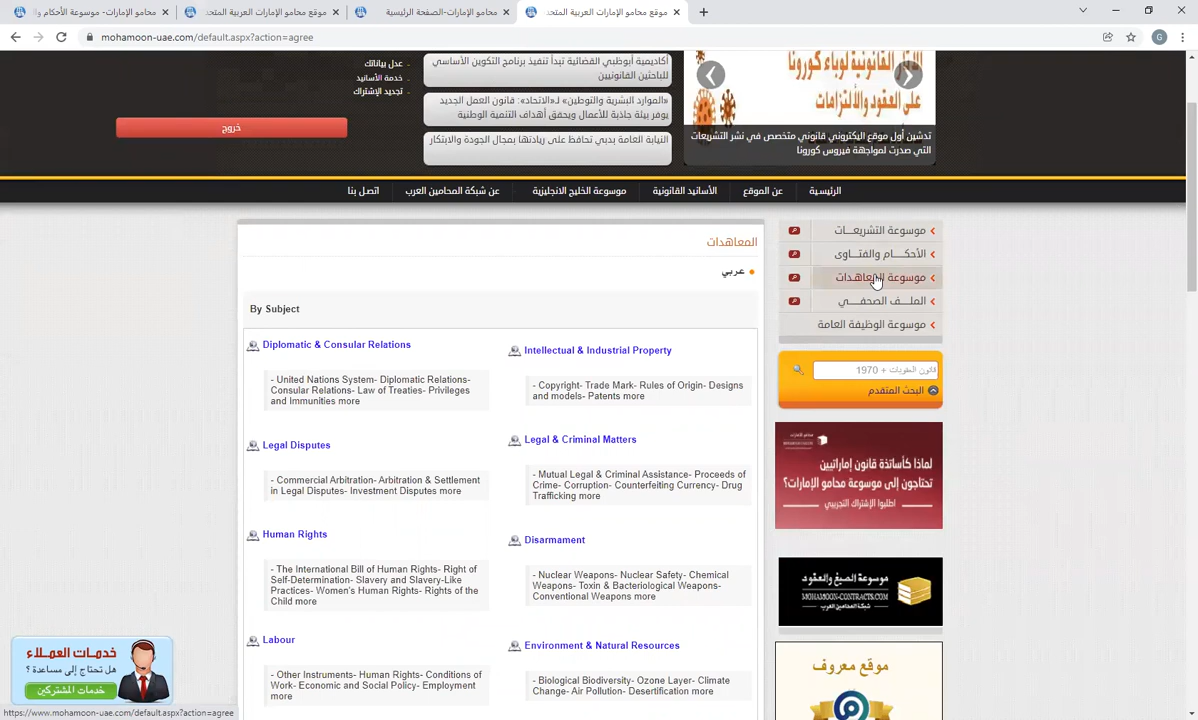 موقع محامو الإمارات العربية المتحد
محامو الإمارات-الصفحة الرئيسية
موقع محامو الإمارات العربية المتحد
محامو الإمارات- موسوعة الأحكام وال
mohamoon-uae.com/default.aspx?action=agree
G
عدل بياناتك
خدمة الأسانيد
تجديد الإشتراك
خروج
أكاديمية أبوظبي القضائية تبدأ تنفيذ برنامج التكوين الأساسي
للباحثين القانونيين
«الموارد البشرية والتوطين» لـ«الاتحاد»: قانون العمل الجديد
يوفر بيئة جاذبة للأعمال ويحقق أهداف التنمية الوطنية
النيابة العامة بدبي تحافظ على ريادتها بمجال الجودة والابتكار
الآثار القانونية لوباء كورونا
على العقود والالتزامات
تدشين أول موقع اليكتروني قانوني متخصص في نشر التشريعات
التي صدرت لمواجهة فيروس كورونا
الرئيسية
عن الموقع
الأسانيد القانونية
موسوعة الخليج الانجليزية
عن شبكة المحامين العرب
اتصل بنا
موسوعة التشريعـــات
الأحكـــام والفتـــاوى
موسوعة المعاهدات
الملـــف الصحفـــي
موسوعة الوظيفة العامة
قانون العقوبات + 1970
البحث المتقدم
المعاهدات
عربي
By Subject
Diplomatic & Consular Relations
- United Nations System- Diplomatic Relations-
Consular Relations- Law of Treaties- Privileges
and Immunities more
Intellectual & Industrial Property
- Copyright- Trade Mark- Rules of Origin- Designs
and models- Patents more
Legal Disputes
- Commercial Arbitration- Arbitration & Settlement
in Legal Disputes- Investment Disputes more
Legal & Criminal Matters
- Mutual Legal & Criminal Assistance- Proceeds of
Crime- Corruption- Counterfeiting Currency- Drug
Trafficking more
Human Rights
- The International Bill of Human Rights- Right of
Self-Determination- Slavery and Slavery-Like
Practices- Women's Human Rights- Rights of the
Child more
Disarmament
- Nuclear Weapons- Nuclear Safety- Chemical
Weapons- Toxin & Bacteriological Weapons-
Conventional Weapons more
Labour
- Other Instruments- Human Rights- Conditions of
Work- Economic and Social Policy- Employment
more
Environment & Natural Resources
- Biological Biodiversity- Ozone Layer- Climate
Change- Air Pollution- Desertification more
لماذا كأساتذة قانون إماراتيين
تحتاجون إلى موسوعة محامو الإمارات؟
اطلبوا الإشتراك التجريبي
موسوعة الصيغ والعقود
MOHAMOON-CONTRACTS.COM
شبكة المحامين العرب
موقع معروف
خدمـات العمـلاء
هل تحتاج إلى مساعدة ؟
خدمات المشتركين
https://www.mohamoon-uae.com/default.aspx?action=agree